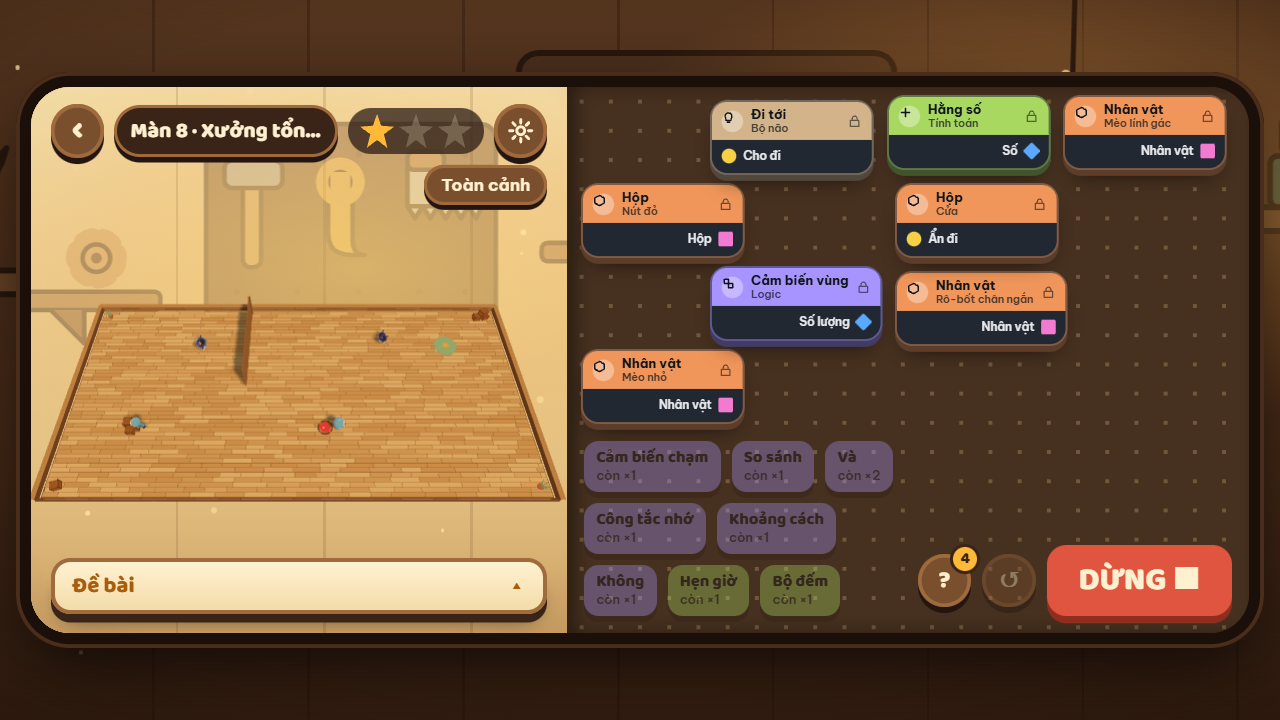 Màn 8 · Xưởng tổn...
Toàn cảnh
Đề bài
Đi tới
Bộ não
Cho đi
Hằng số
Tính toán
Số
Nhân vật
Mèo lính gác
Nhân vật
Hộp
Nút đỏ
Hộp
Hộp
Cửa
Ẩn đi
Cảm biến vùng
Logic
Số lượng
Nhân vật
Rô-bốt chân ngắn
Nhân vật
Nhân vật
Mèo nhỏ
Nhân vật
Cảm biến chạm
còn ×1
So sánh
còn ×1
Và
còn ×2
Công tắc nhớ
còn ×1
Khoảng cách
còn ×1
Không
còn ×1
Hẹn giờ
còn ×1
Bộ đếm
còn ×1
?
4
DỪNG